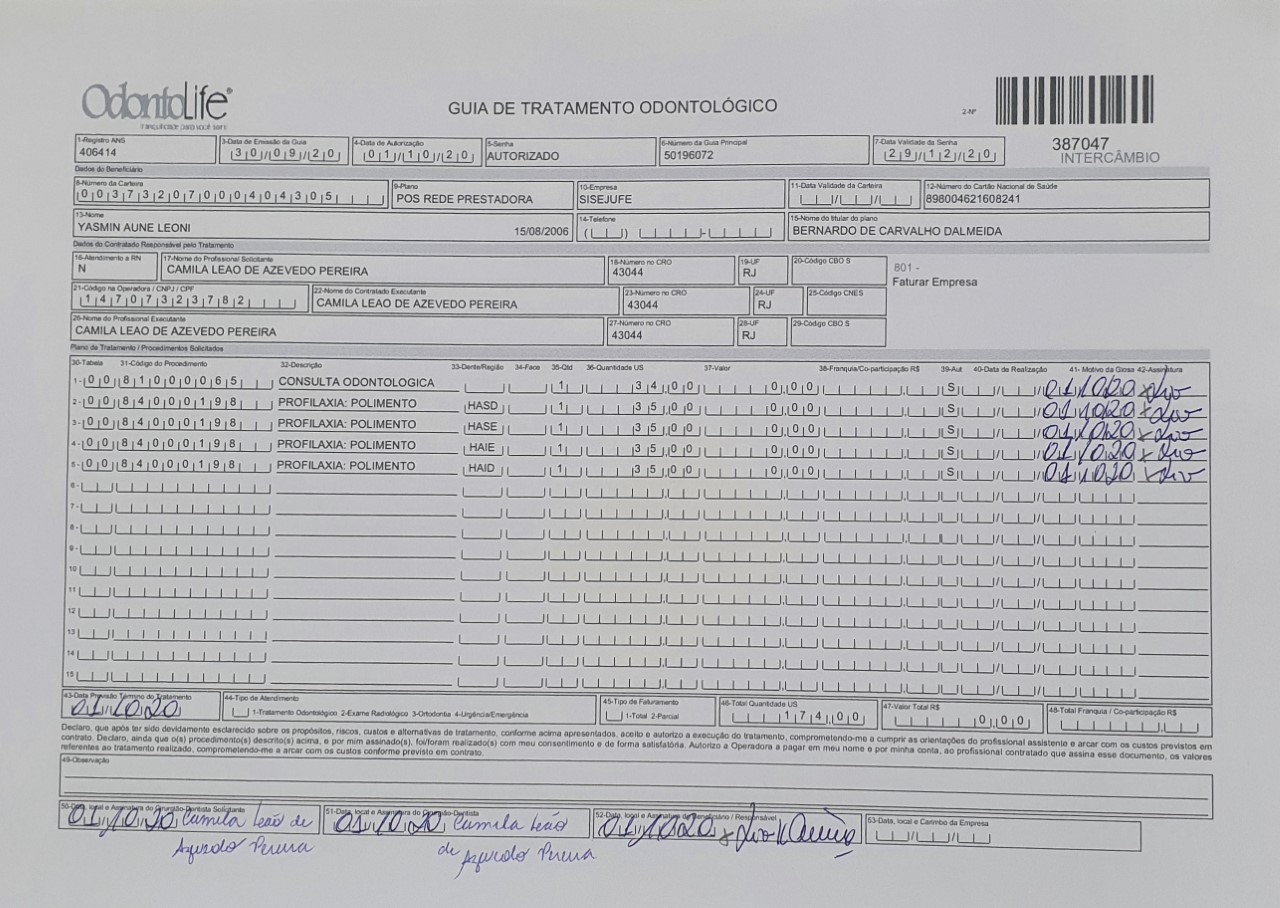 OdontoLife®
GUIA DE TRATAMENTO ODONTOLÓGICO
2-Nº
387047
INTERCÂMBIO
1-Registro ANS
406414
3-Data de Emissão da Guia
30/09/20
4-Data de Autorização
01/10/20
5-Senha
AUTORIZADO
6-Número da Guia Principal
50196072
7-Data Validade da Senha
29/12/20
Dados do Beneficiário
8-Número da Carteira
00373207000404305
9-Plano
POS REDE PRESTADORA
10-Empresa
SISEJUFE
11-Data Validade da Carteira
12-Número do Cartão Nacional de Saúde
898004621608241
13-Nome
YASMIN AUNE LEONI 15/08/2006
14-Telefone
15-Nome do titular do plano
BERNARDO DE CARVALHO DALMEIDA
Dados do Contratado Responsável pelo Tratamento
16-Atendimento a RN
N
17-Nome do Profissional Solicitante
CAMILA LEAO DE AZEVEDO PEREIRA
18-Número no CRO
43044
19-UF
RJ
20-Código CBO S
801 -
Faturar Empresa
21-Código na Operadora / CNPJ / CPF
14707323782
22-Nome do Contratado Executante
CAMILA LEAO DE AZEVEDO PEREIRA
23-Número no CRO
43044
24-UF
RJ
25-Código CNES
26-Nome do Profissional Executante
CAMILA LEAO DE AZEVEDO PEREIRA
27-Número no CRO
43044
28-UF
RJ
29-Código CBO S
Plano de Tratamento / Procedimentos Solicitados
30-Tabela 31-Código do Procedimento 32-Descrição 33-Dente/Região 34-Face 35-Qtd 36-Quantidade US 37-Valor 38-Franquia/Co-participação R$ 39-Aut 40-Data de Realização 41- Motivo da Glosa 42-Assinatura
1- 00 81000065 CONSULTA ODONTOLOGICA 1 34,00 0,00 S 01/10/20
2- 00 84000198 PROFILAXIA: POLIMENTO HASD 1 35,00 0,00 S 01/10/20
3- 00 84000198 PROFILAXIA: POLIMENTO HASE 1 35,00 0,00 S 01/10/20
4- 00 84000198 PROFILAXIA: POLIMENTO HAIE 1 35,00 0,00 S 01/10/20
5- 00 84000198 PROFILAXIA: POLIMENTO HAID 1 35,00 0,00 S 01/10/20
6-
7-
8-
9-
10
11
12
13
14
15
43-Data Previsão Término do Tratamento
01/10/20
44-Tipo de Atendimento
1-Tratamento Odontológico 2-Exame Radiológico 3-Ortodontia 4-Urgência/Emergência
45-Tipo de Faturamento
1-Total 2-Parcial
46-Total Quantidade US
174,00
47-Valor Total R$
0,00
48-Total Franquia / Co-participação R$
Declaro, que após ter sido devidamente esclarecido sobre os propósitos, riscos, custos e alternativas de tratamento, conforme acima apresentados, aceito e autorizo a execução do tratamento, comprometendo-me a cumprir as orientações do profissional assistente e arcar com os custos previstos em
contrato. Declaro, ainda que o(s) procedimento(s) descrito(s) acima, e por mim assinado(s), foi/foram realizado(s) com meu consentimento e de forma satisfatória. Autorizo a Operadora a pagar em meu nome e por minha conta, ao profissional contratado que assina esse documento, os valores
referentes ao tratamento realizado, comprometendo-me a arcar com os custos conforme previsto em contrato.
49-Observação
50-Data, local e Assinatura do Cirurgião-Dentista Solicitante
01/10/20 Camila Leão de
Azevedo Pereira
51-Data, local e Assinatura do Cirurgião-Dentista
01/10/20 Camila Leão
de Azevedo Pereira
52-Data, local e Assinatura do Beneficiário / Responsável
01/10/20
53-Data, local e Carimbo da Empresa